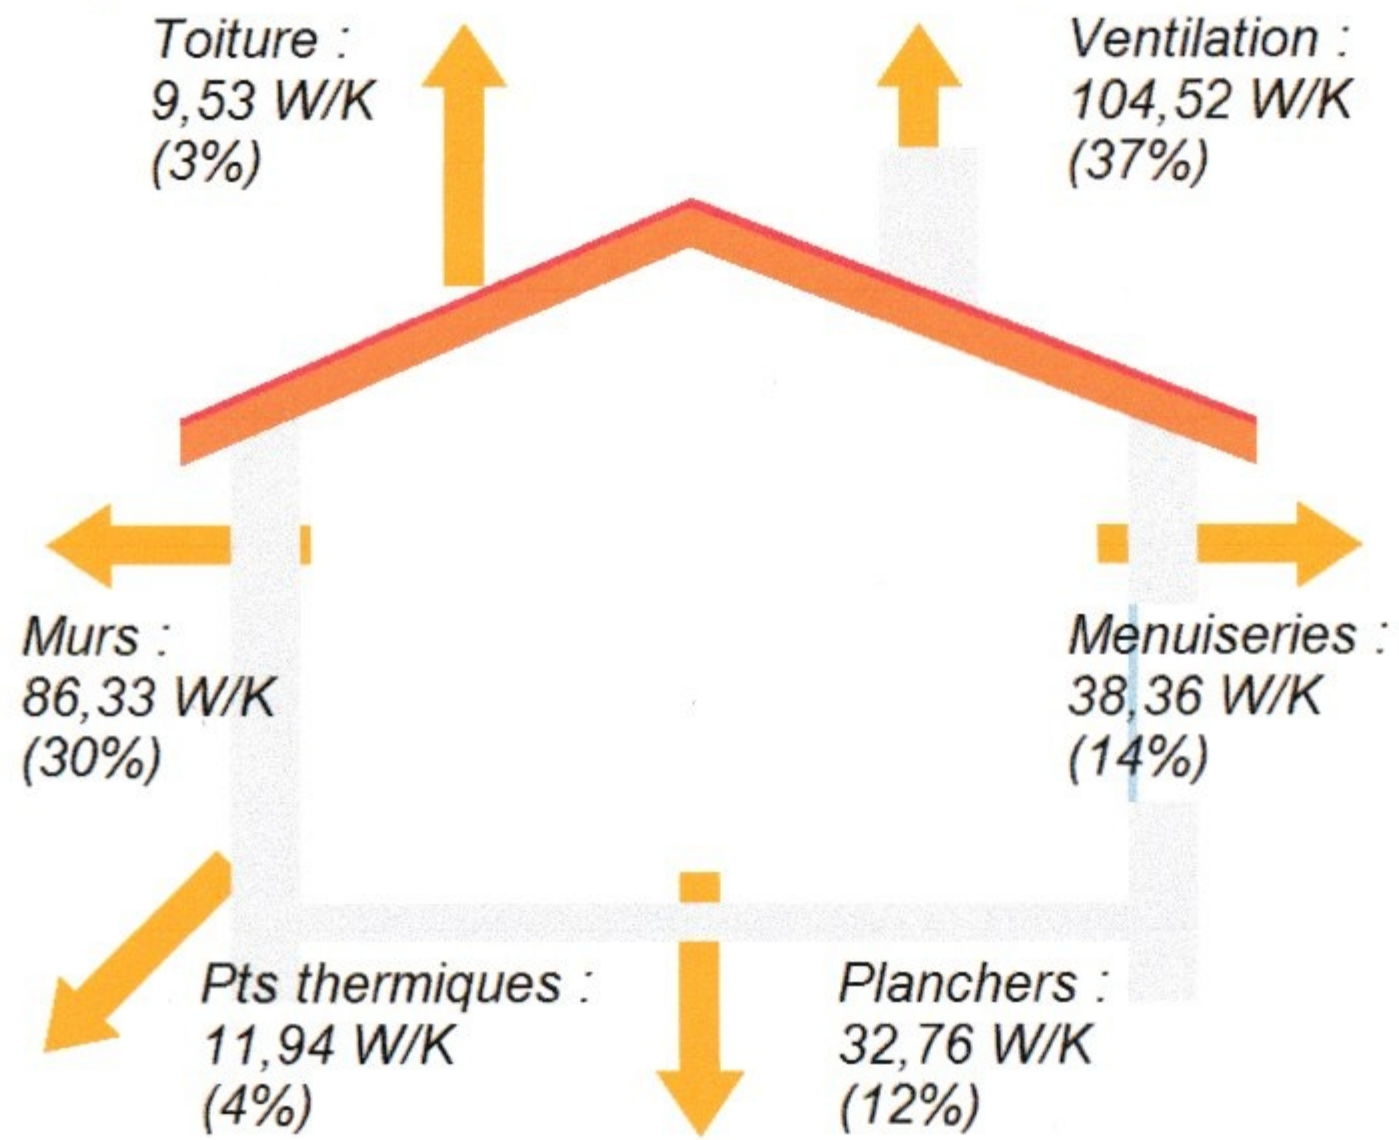 Toiture :
9,53 W/K
(3%)
Ventilation :
104,52 W/K
(37%)
Murs :
86,33 W/K
(30%)
Menuiseries :
38,36 W/K
(14%)
Pts thermiques :
11,94 W/K
(4%)
Planchers :
32,76 W/K
(12%)